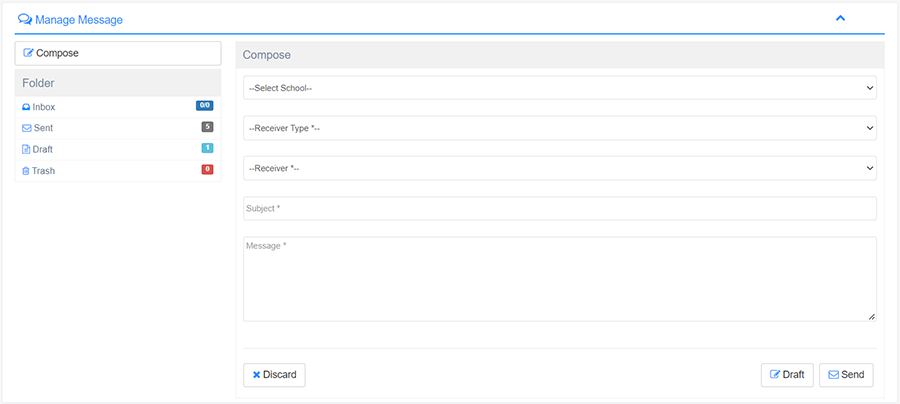 Manage Message
Compose
Folder
Inbox 0/0
Sent 5
Draft 1
Trash 0
Compose
--Select School--
--Receiver Type *--
--Receiver *--
Subject *
Message *
Discard
Draft
Send